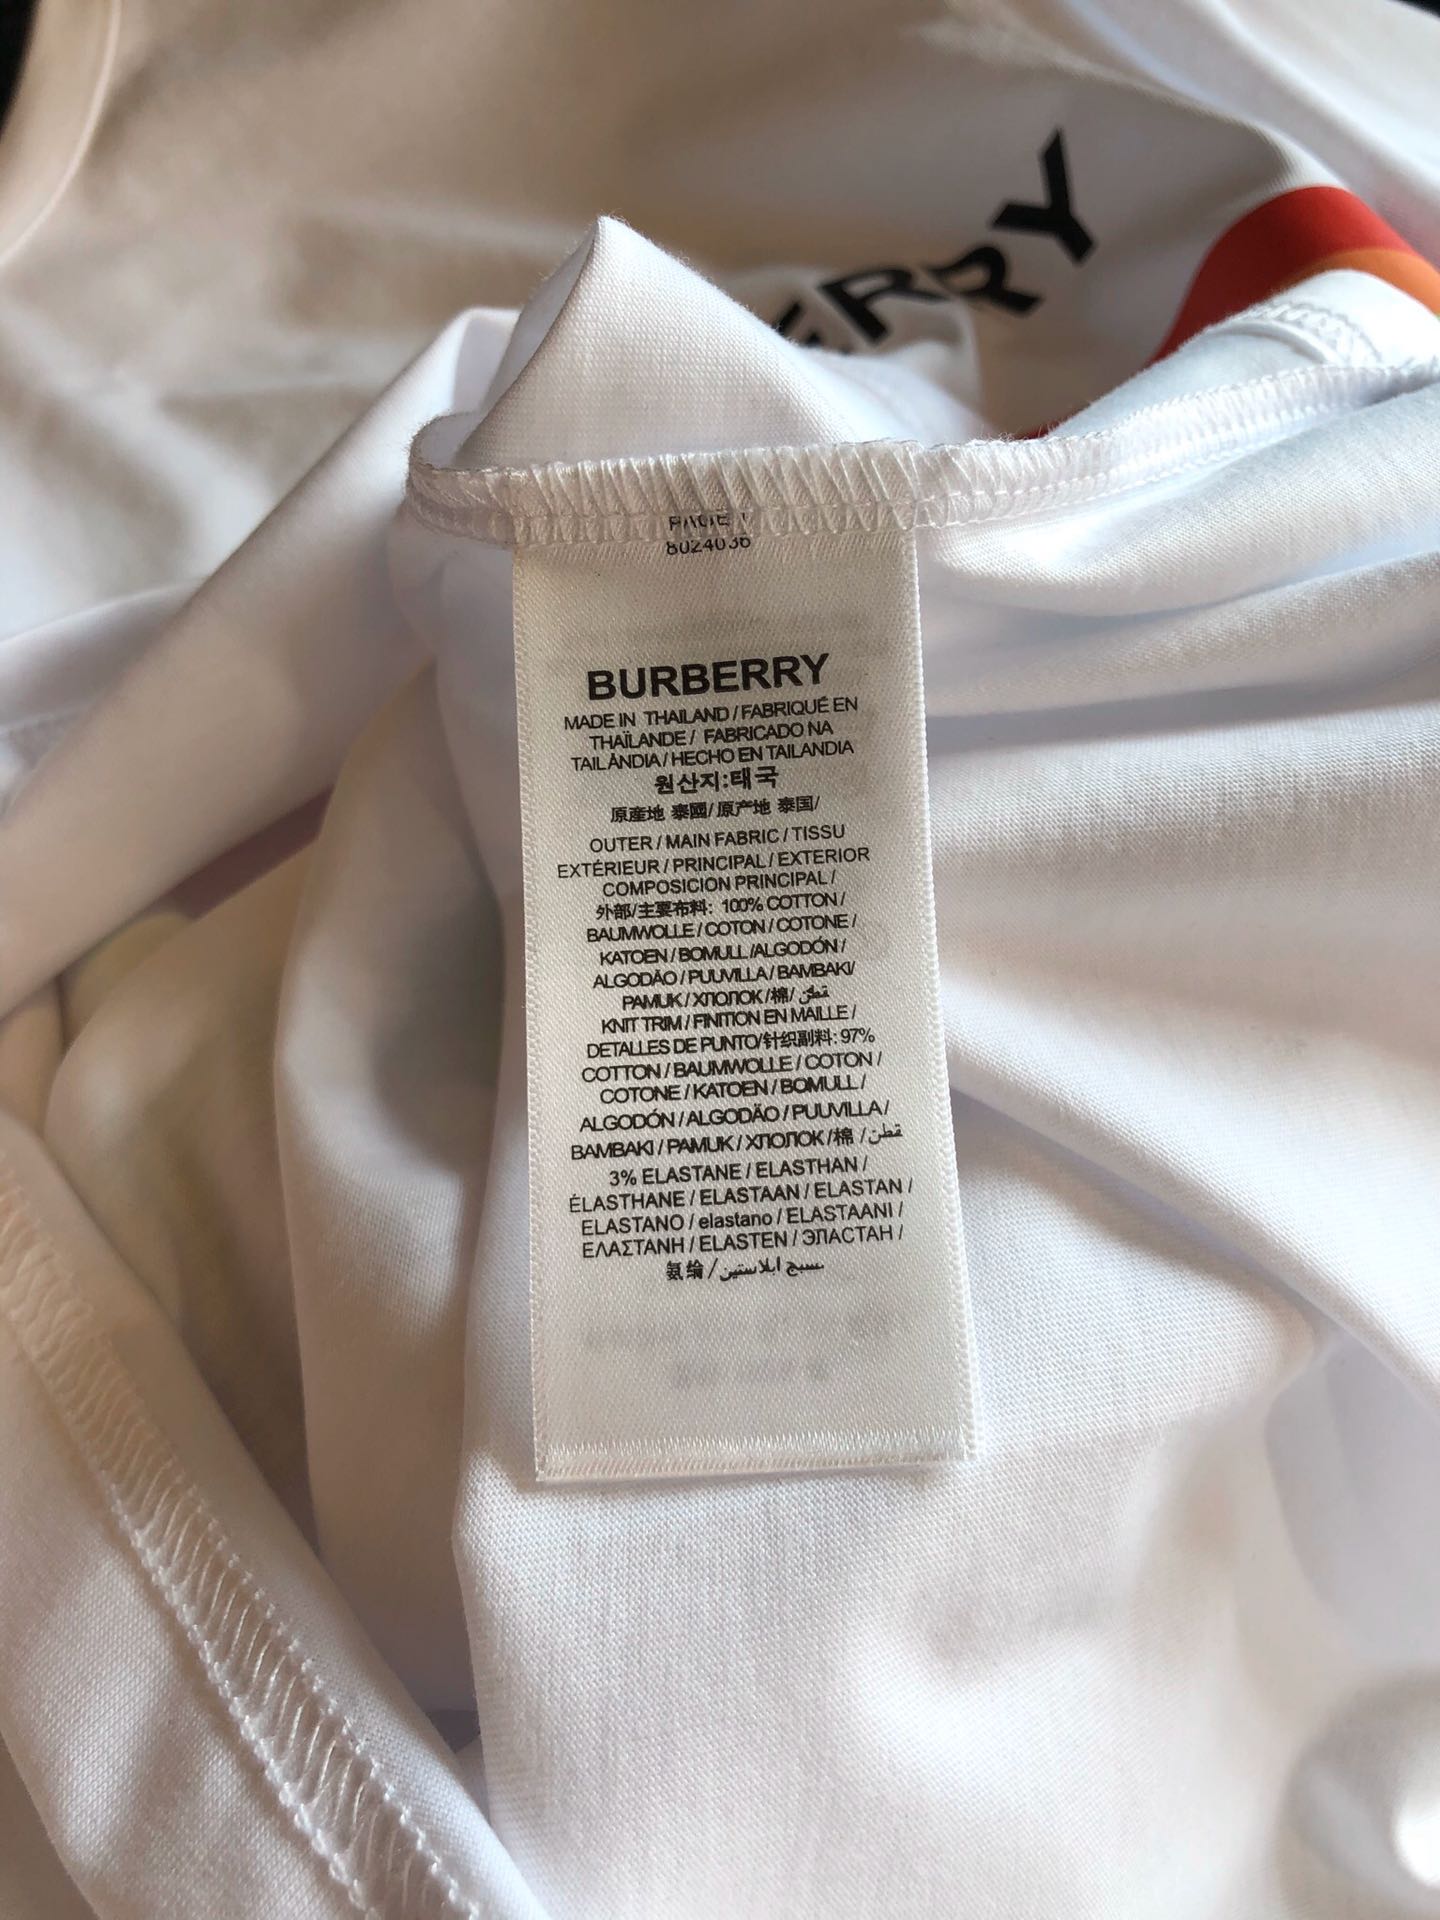 ERRY
PAGE 1
8024036
BURBERRY
MADE IN THAILAND / FABRIQUÉ EN
THAÏLANDE / FABRICADO NA
TAILÂNDIA / HECHO EN TAILANDIA
원산지:태국
原産地 泰國/ 原产地 泰国/
OUTER / MAIN FABRIC / TISSU
EXTÉRIEUR / PRINCIPAL / EXTERIOR
COMPOSICION PRINCIPAL /
外部/主要布料: 100% COTTON /
BAUMWOLLE / COTON / COTONE /
KATOEN / BOMULL /ALGODÓN /
ALGODÃO / PUUVILLA / BAMBAKI/
PAMUK / ХЛОПОК /棉/ قطن
KNIT TRIM / FINITION EN MAILLE /
DETALLES DE PUNTO/针织副料: 97%
COTTON / BAUMWOLLE / COTON /
COTONE / KATOEN / BOMULL /
ALGODÓN / ALGODÃO / PUUVILLA /
BAMBAKI / PAMUK / ХЛОПОК /棉 / قطن
3% ELASTANE / ELASTHAN /
ÉLASTHANE / ELASTAAN / ELASTAN /
ELASTANO / elastano / ELASTAANI /
ΕΛΑΣΤΑΝΗ / ELASTEN / ЭЛАСТАН /
氨纶 / نسيج ايلاستين